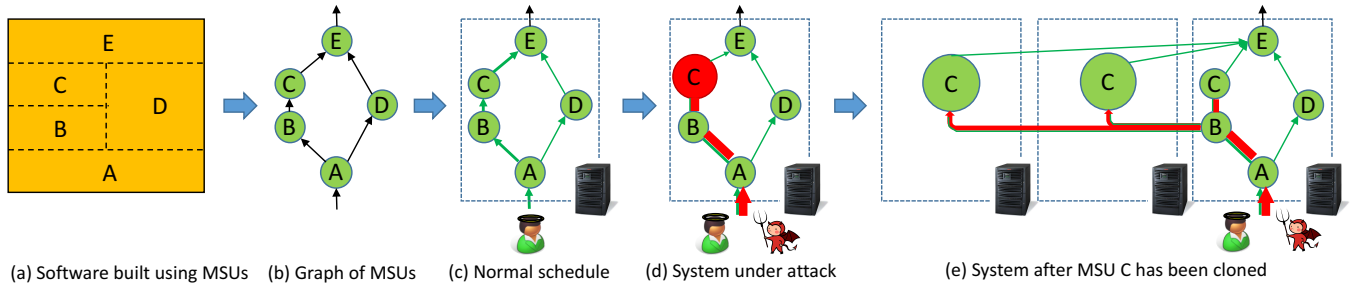 E
C
D
B
A
E
C
D
B
A
E
C
D
B
A
E
C
D
B
A
E
C
C
C
D
B
A
(a) Software built using MSUs
(b) Graph of MSUs
(c) Normal schedule
(d) System under attack
(e) System after MSU C has been cloned